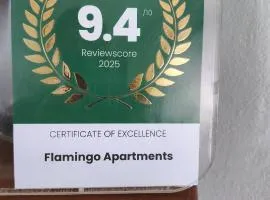 9.4 /10
Reviewscore
2025
CERTIFICATE OF EXCELLENCE
Flamingo Apartments